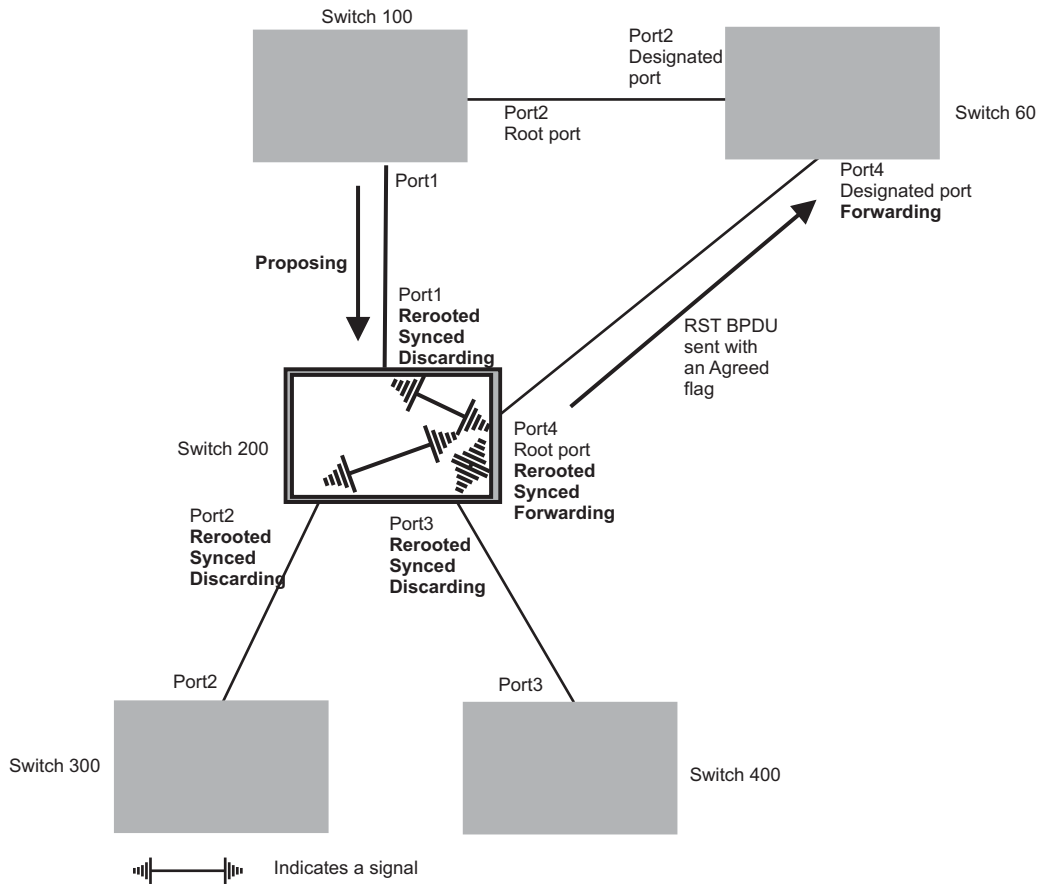 Switch 100
Port2
Designated
port
Port2
Root port
Switch 60
Port1
Port4
Designated port
Forwarding
Proposing
Port1
Rerooted
Synced
Discarding
RST BPDU
sent with
an Agreed
flag
Switch 200
Port4
Root port
Rerooted
Synced
Forwarding
Port2
Rerooted
Synced
Discarding
Port3
Rerooted
Synced
Discarding
Port2
Port3
Switch 300
Switch 400
Indicates a signal